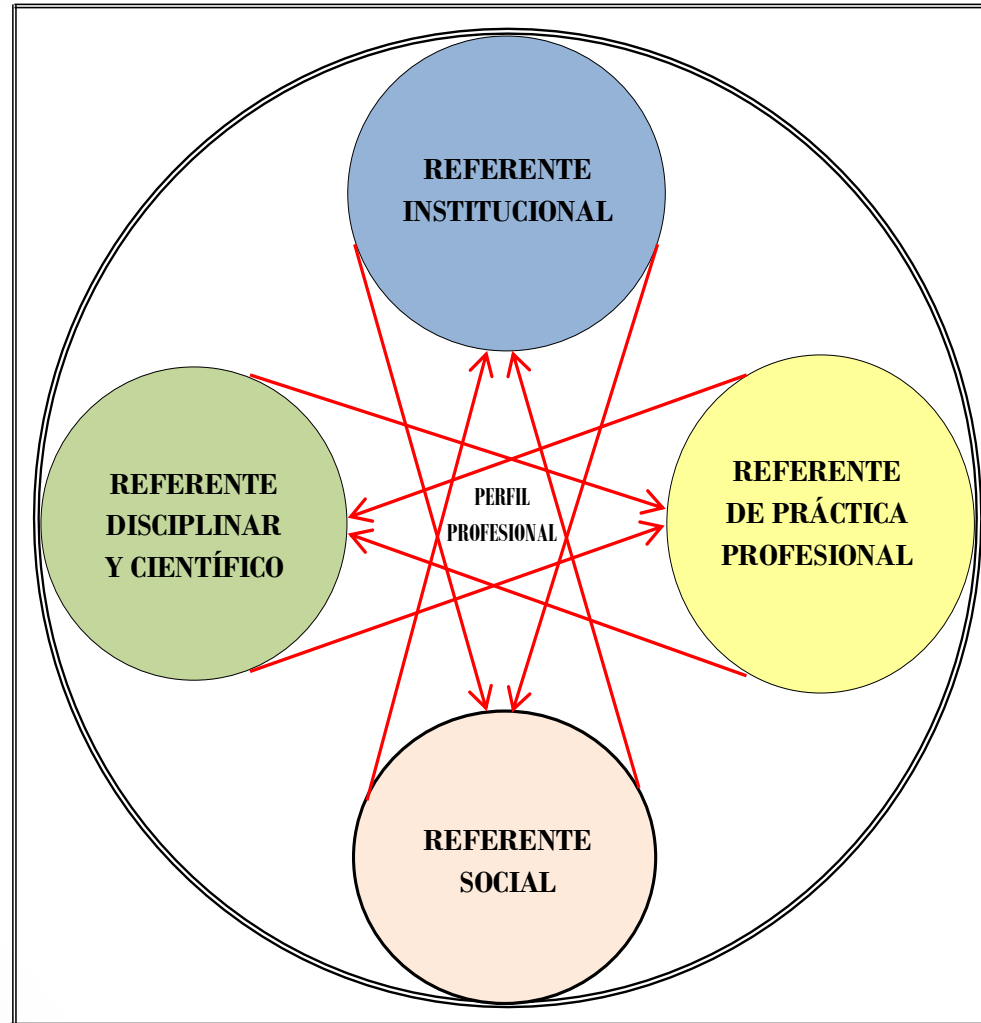 REFERENTE
INSTITUCIONAL
REFERENTE
DISCIPLINAR
Y CIENTÍFICO
PERFIL
PROFESIONAL
REFERENTE
DE PRÁCTICA
PROFESIONAL
REFERENTE
SOCIAL